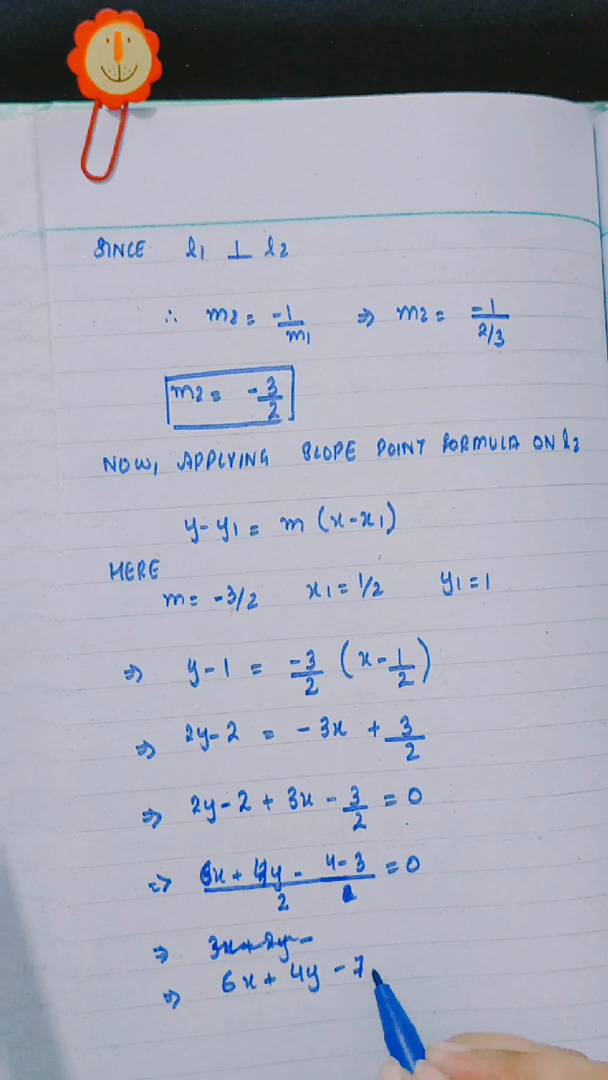 SINCE l₁ ⊥ l₂
∴ m₂ = -1/m₁ ⇒ m₂ = -1/(2/3)
m₂ = -3/2
NOW, APPLYING SLOPE POINT FORMULA ON l₂
y-y₁ = m (x-x₁)
HERE
m = -3/2 x₁ = 1/2 y₁ = 1
⇒ y-1 = -3/2 (x - 1/2)
⇒ 2y-2 = -3x + 3/2
⇒ 2y-2+3x - 3/2 = 0
⇒ (6x + 4y - 4-3)/2 = 0
⇒ 3x+2y-
⇒ 6x + 4y - 7